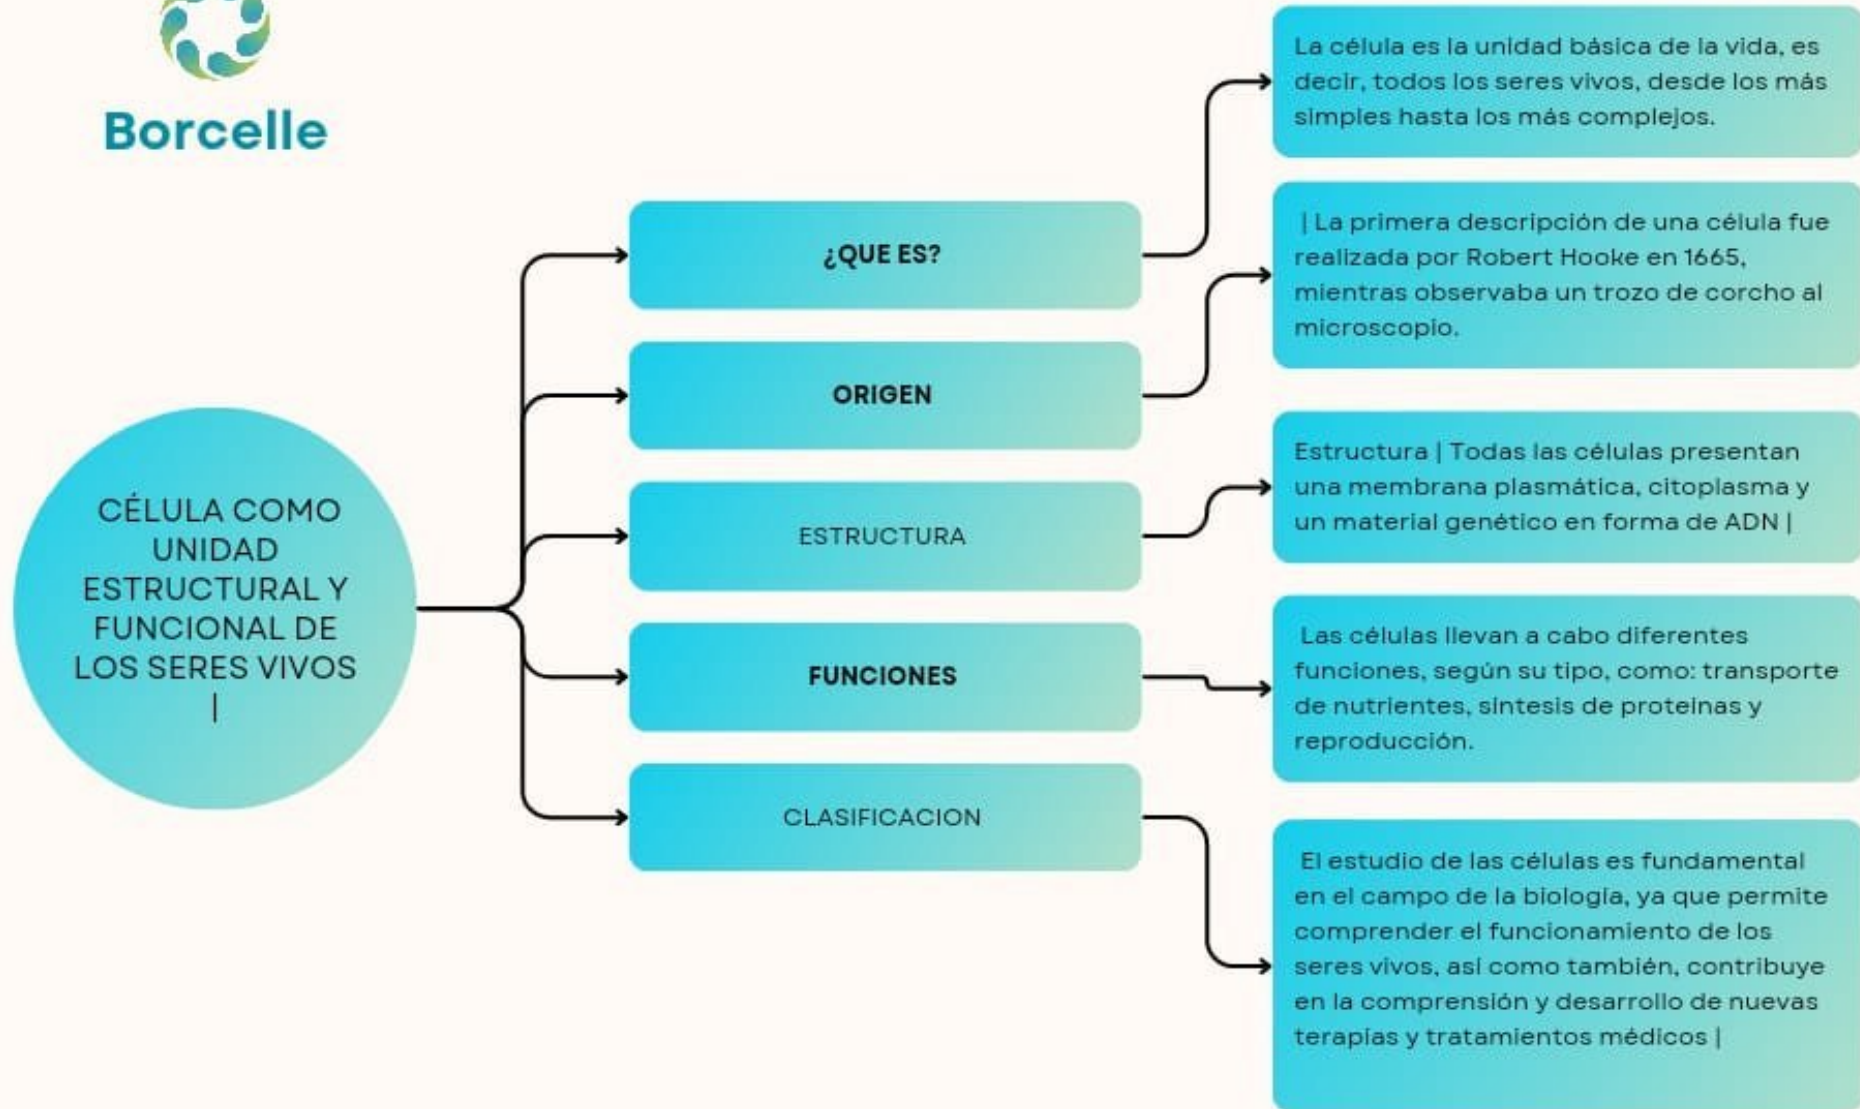 Borcelle
CÉLULA COMO
UNIDAD
ESTRUCTURAL Y
FUNCIONAL DE
LOS SERES VIVOS
|
¿QUE ES?
La célula es la unidad básica de la vida, es
decir, todos los seres vivos, desde los más
simples hasta los más complejos.
ORIGEN
| La primera descripción de una célula fue
realizada por Robert Hooke en 1665,
mientras observaba un trozo de corcho al
microscopio.
ESTRUCTURA
Estructura | Todas las células presentan
una membrana plasmática, citoplasma y
un material genético en forma de ADN |
FUNCIONES
Las células llevan a cabo diferentes
funciones, según su tipo, como: transporte
de nutrientes, síntesis de proteínas y
reproducción.
CLASIFICACION
El estudio de las células es fundamental
en el campo de la biología, ya que permite
comprender el funcionamiento de los
seres vivos, así como también, contribuye
en la comprensión y desarrollo de nuevas
terapias y tratamientos médicos |